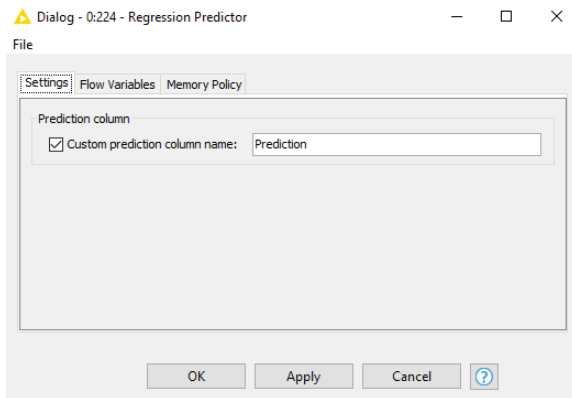 Dialog - 0:224 - Regression Predictor
File
Settings Flow Variables Memory Policy
Prediction column
Custom prediction column name: Prediction
OK Apply Cancel ?